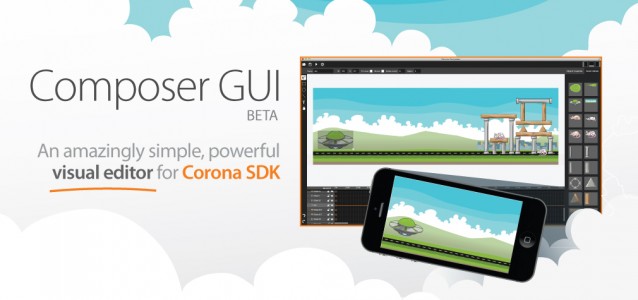 Composer GUI
BETA
An amazingly simple, powerful
visual editor for Corona SDK